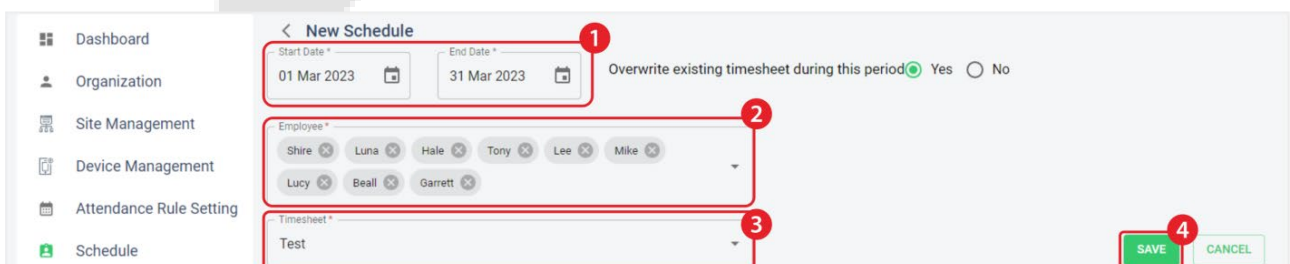 Dashboard
Organization
Site Management
Device Management
Attendance Rule Setting
Schedule
New Schedule
1
Start Date *
End Date *
01 Mar 2023
31 Mar 2023
Overwrite existing timesheet during this period Yes No
2
Employee *
Shire Luna Hale Tony Lee Mike
Lucy Beall Garrett
3
Timesheet *
Test
4
SAVE CANCEL